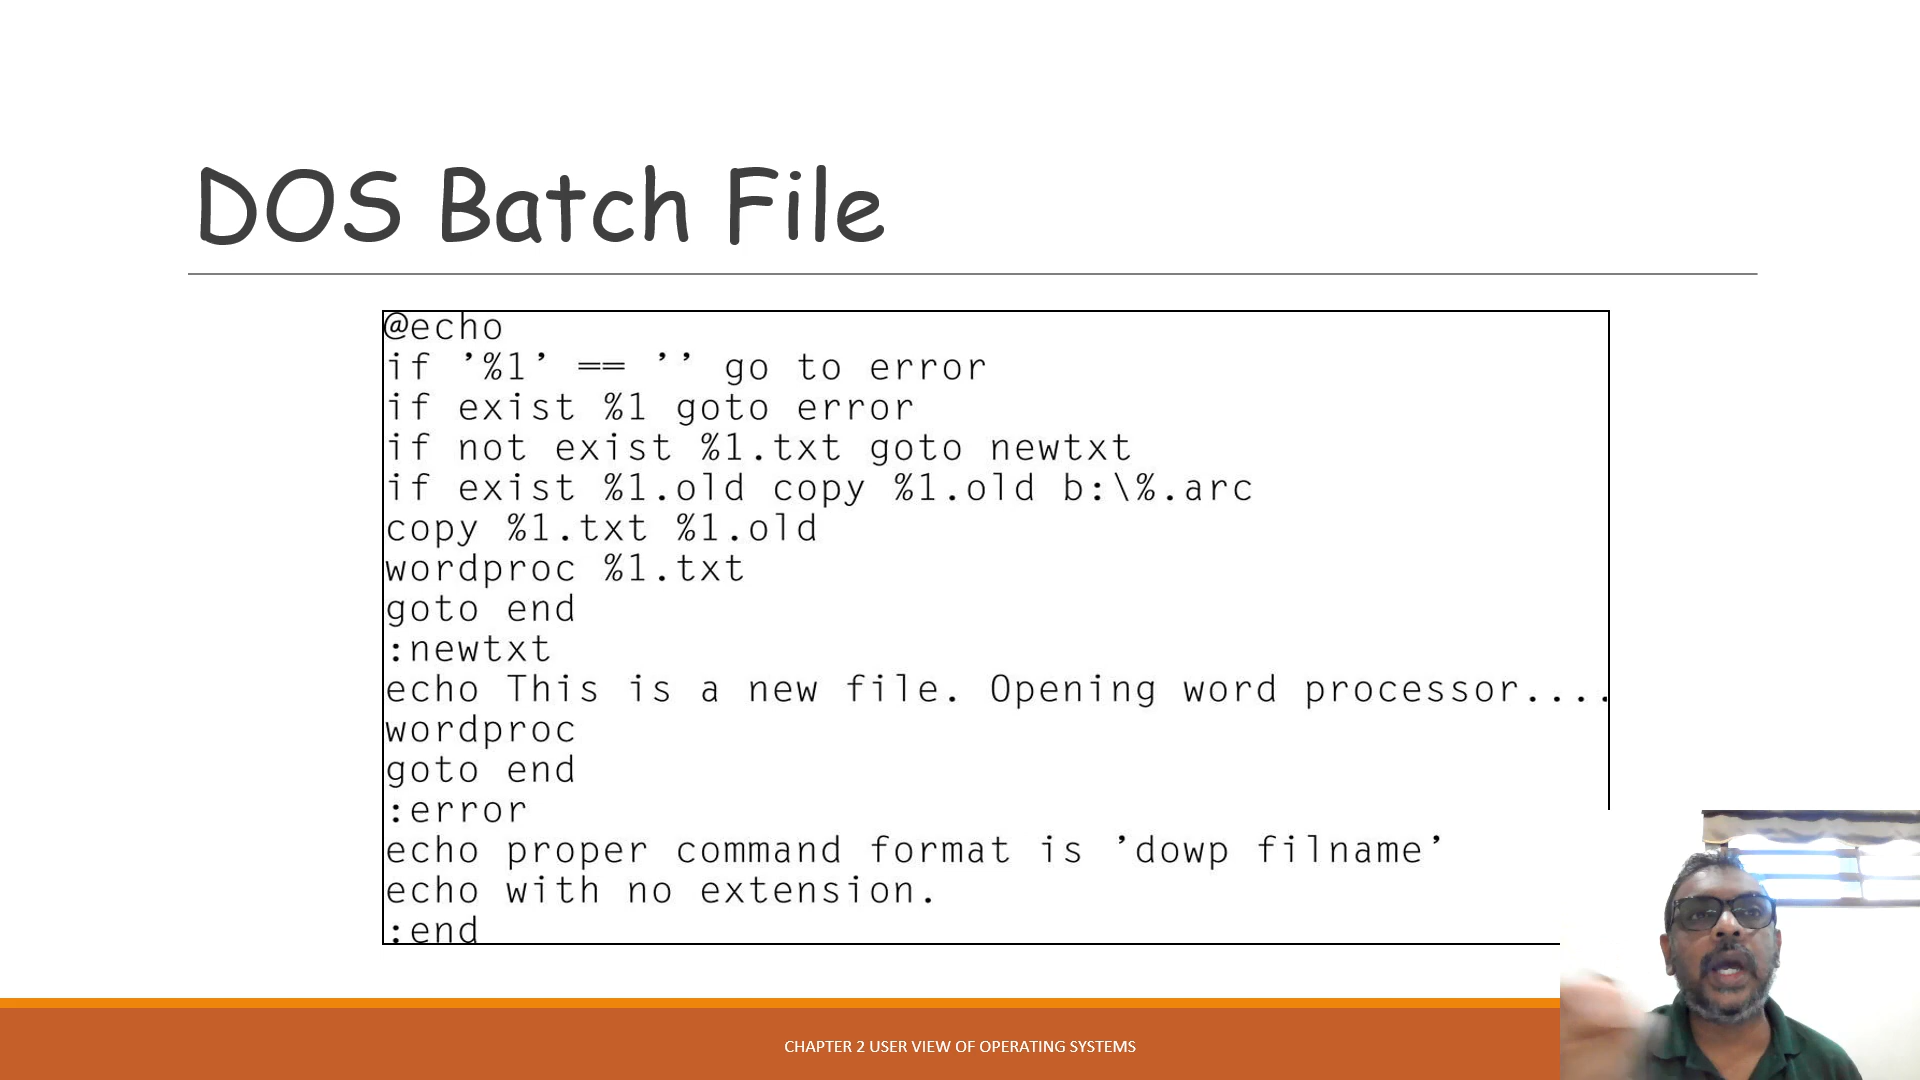 DOS Batch File
@echo
if ’%1’ == ’’ go to error
if exist %1 goto error
if not exist %1.txt goto newtxt
if exist %1.old copy %1.old b:\%.arc
copy %1.txt %1.old
wordproc %1.txt
goto end
:newtxt
echo This is a new file. Opening word processor....
wordproc
goto end
:error
echo proper command format is ’dowp filname’
echo with no extension.
:end
CHAPTER 2 USER VIEW OF OPERATING SYSTEMS